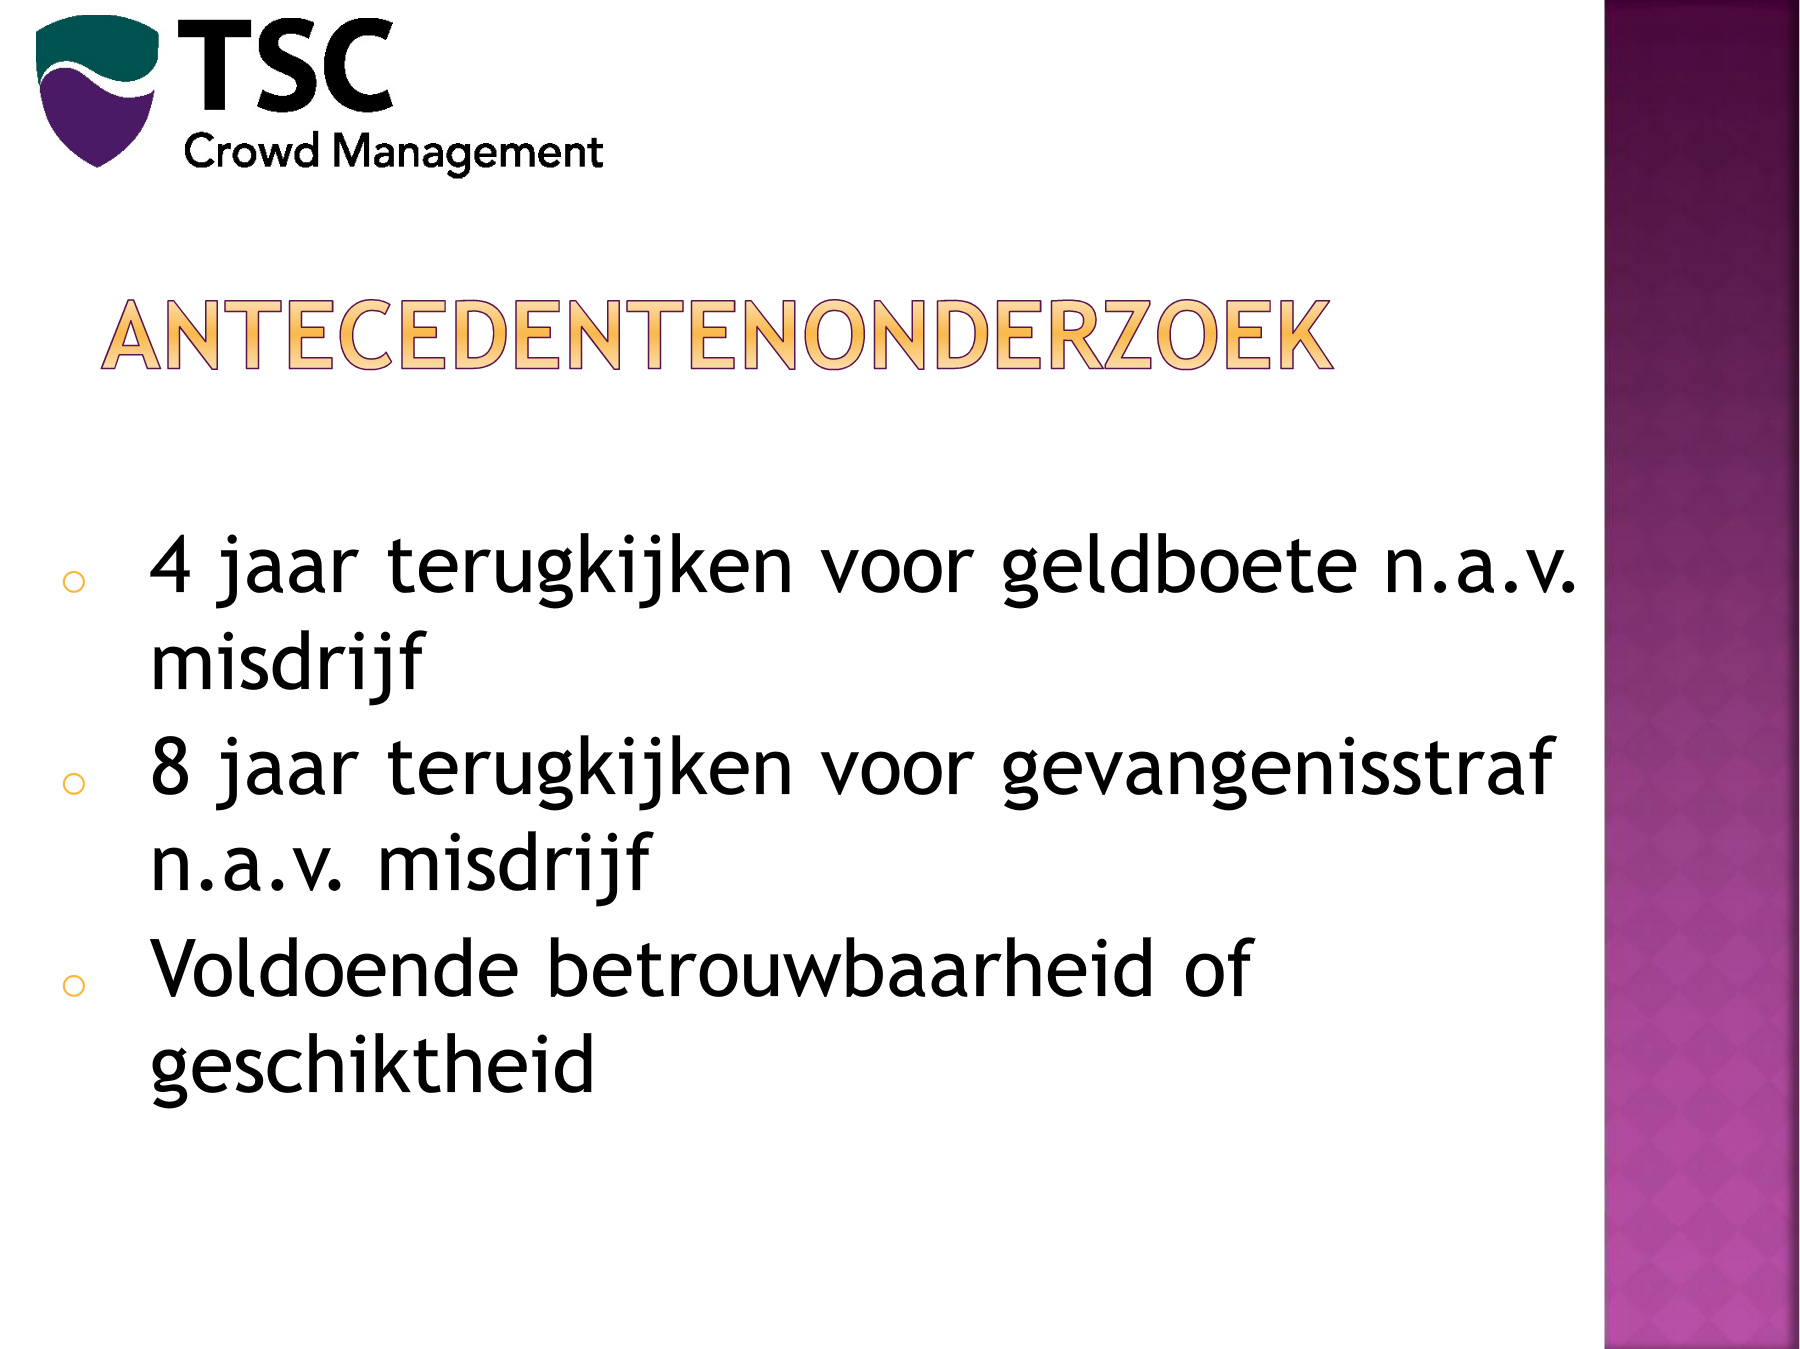 TSC
Crowd Management
ANTECEDENTENONDERZOEK
o 4 jaar terugkijken voor geldboete n.a.v.
misdrijf
o 8 jaar terugkijken voor gevangenisstraf
n.a.v. misdrijf
o Voldoende betrouwbaarheid of
geschiktheid